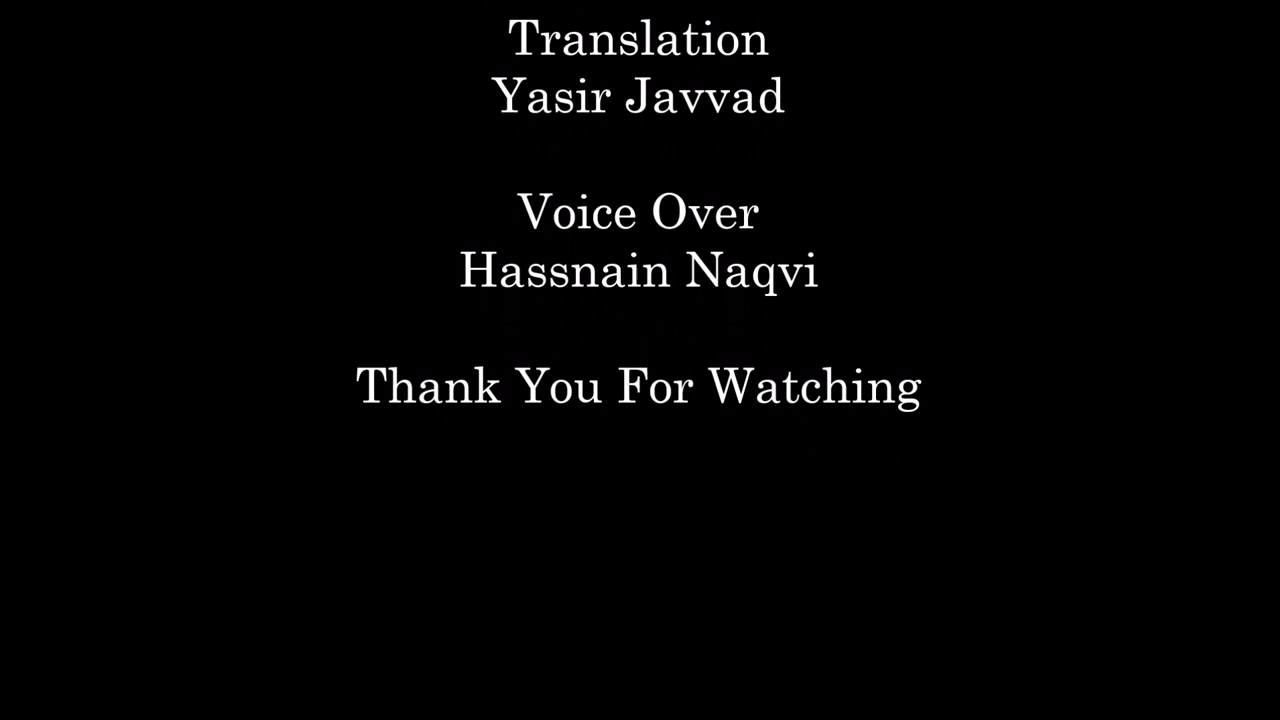 Translation
Yasir Javvad
Voice Over
Hassnain Naqvi
Thank You For Watching